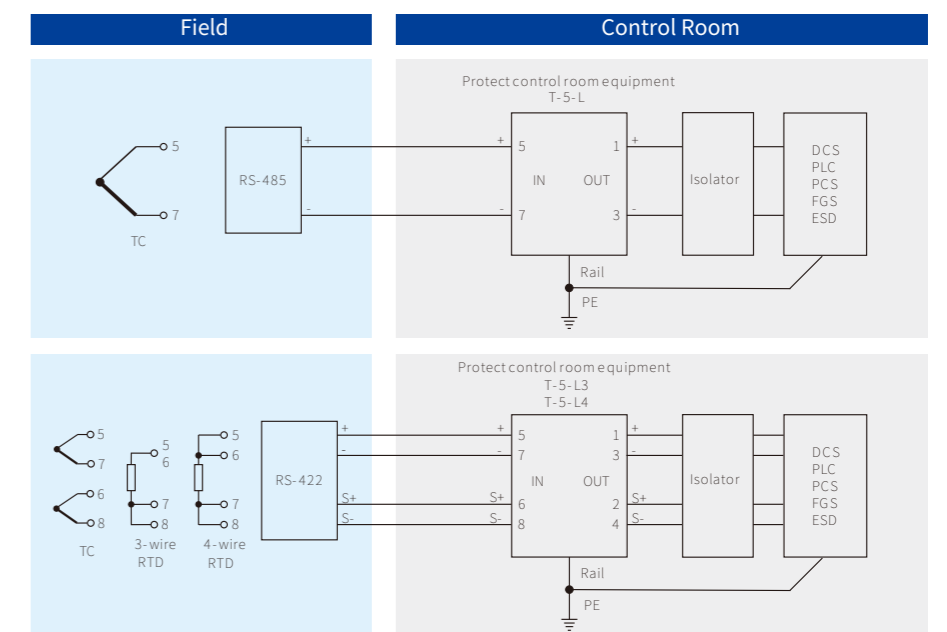 Field
Control Room
Protect control room equipment
T-5-L
5
7
TC
RS-485
+
-
+
-
5
7
IN
OUT
1
3
+
-
Isolator
DCS
PLC
PCS
FGS
ESD
Rail
PE
Protect control room equipment
T-5-L3
T-5-L4
5
7
6
8
TC
5
6
7
8
3-wire
RTD
5
6
7
8
4-wire
RTD
RS-422
+
-
S+
S-
+
-
S+
S-
5
7
6
8
IN
OUT
1
3
2
4
+
-
S+
S-
Isolator
DCS
PLC
PCS
FGS
ESD
Rail
PE